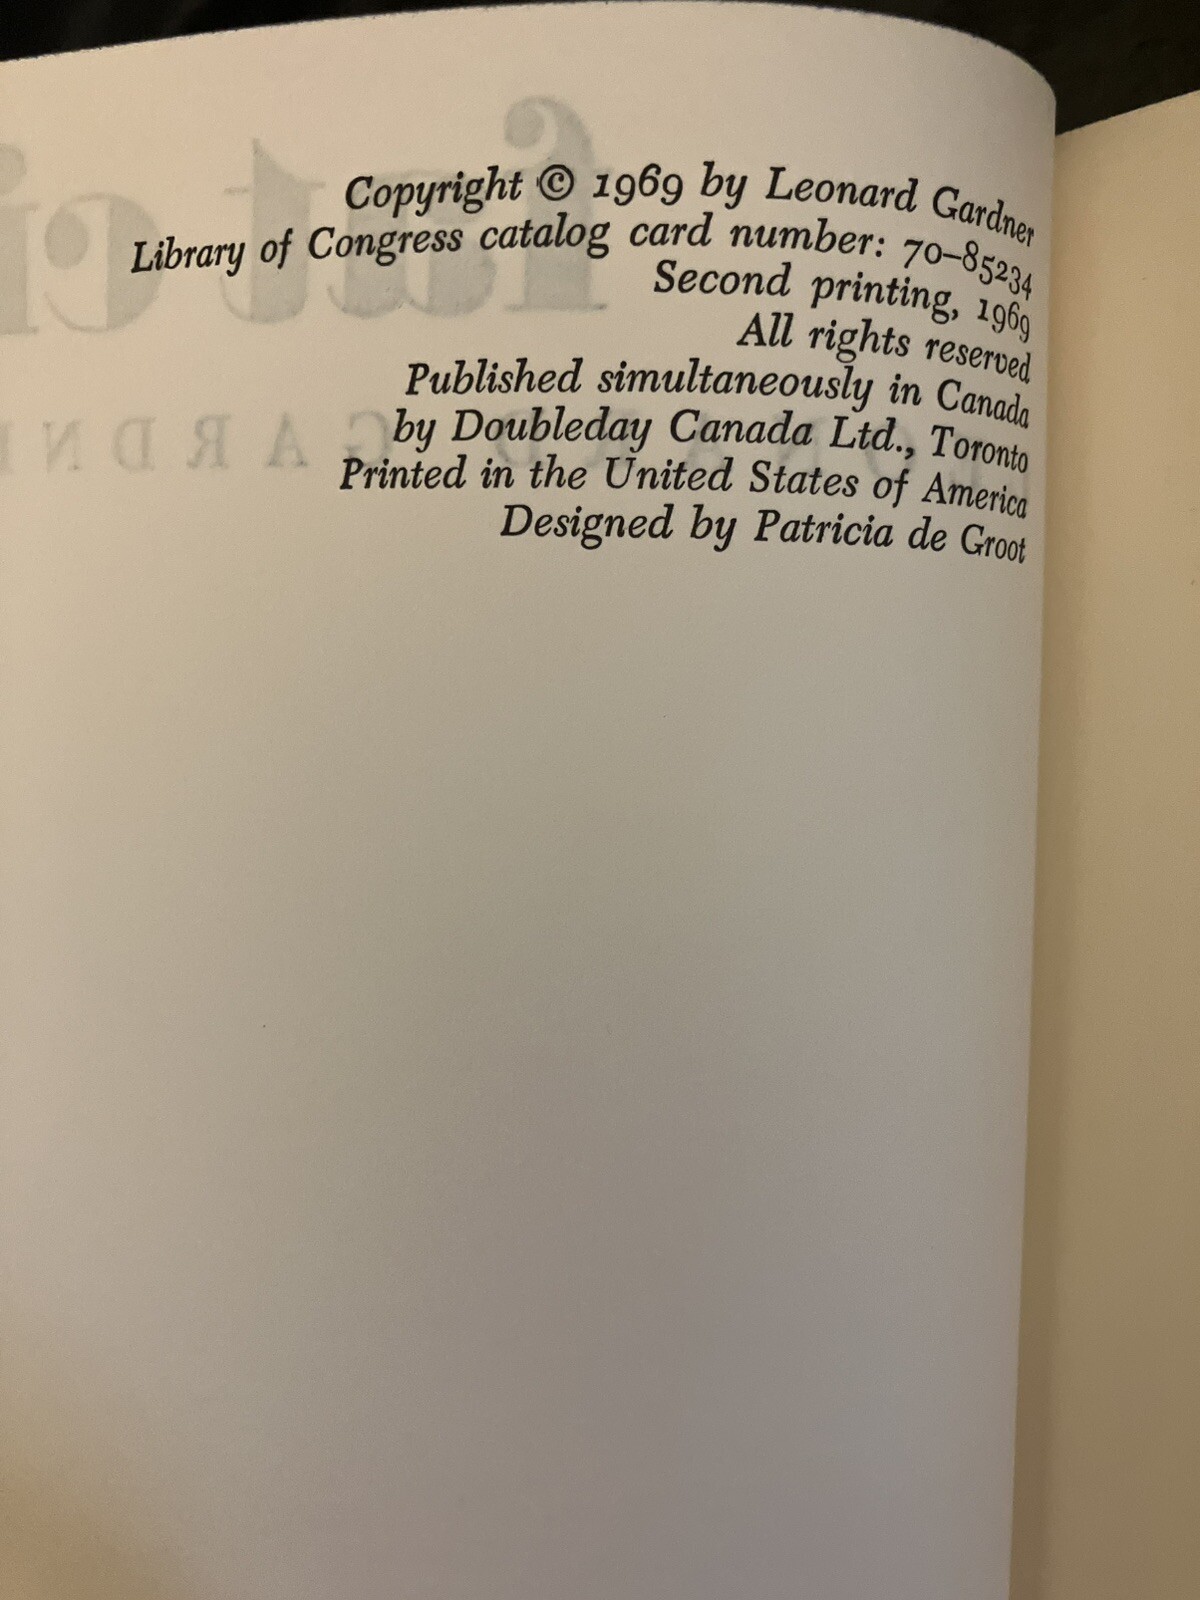 Copyright © 1969 by Leonard Gardner
Library of Congress catalog card number: 70–85234
Second printing, 1969
All rights reserved
Published simultaneously in Canada
by Doubleday Canada Ltd., Toronto
Printed in the United States of America
Designed by Patricia de Groot